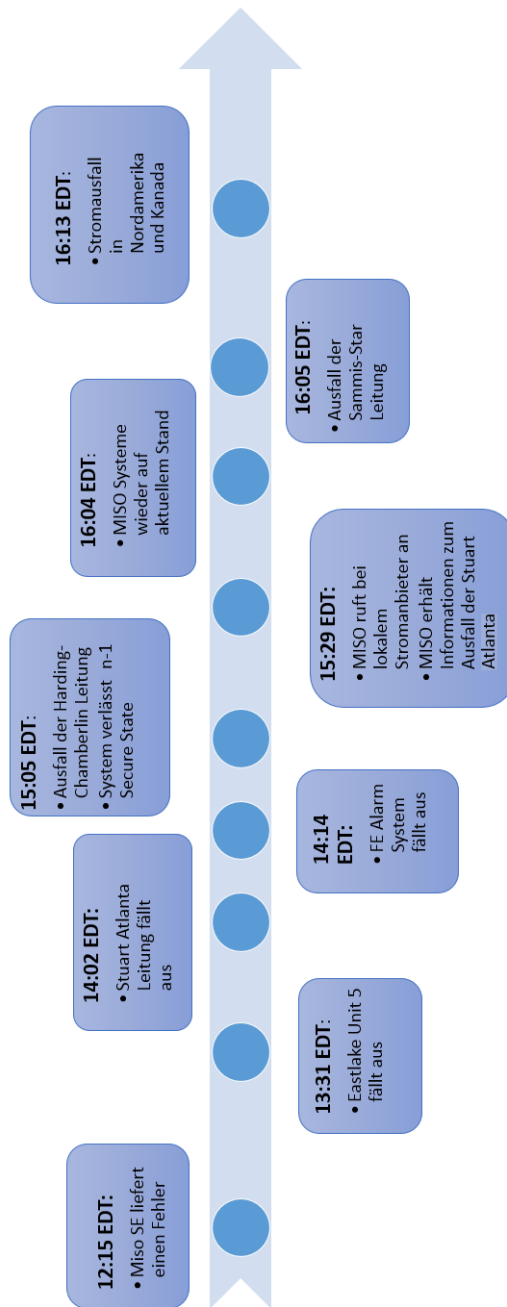 12:15 EDT:
• Miso SE liefert
einen Fehler
13:31 EDT:
• Eastlake Unit 5
fällt aus
14:02 EDT:
• Stuart Atlanta
Leitung fällt
aus
14:14
EDT:
• FE Alarm
System
fällt aus
15:05 EDT:
• Ausfall der Harding-
Chamberlin Leitung
• System verlässt n-1
Secure State
15:29 EDT:
• MISO ruft bei
lokalem
Stromanbieter an
• MISO erhält
Informationen zum
Ausfall der Stuart
Atlanta
16:04 EDT:
• MISO Systeme
wieder auf
aktuellem Stand
16:05 EDT:
• Ausfall der
Sammis-Star
Leitung
16:13 EDT:
• Stromausfall
in
Nordamerika
und Kanada